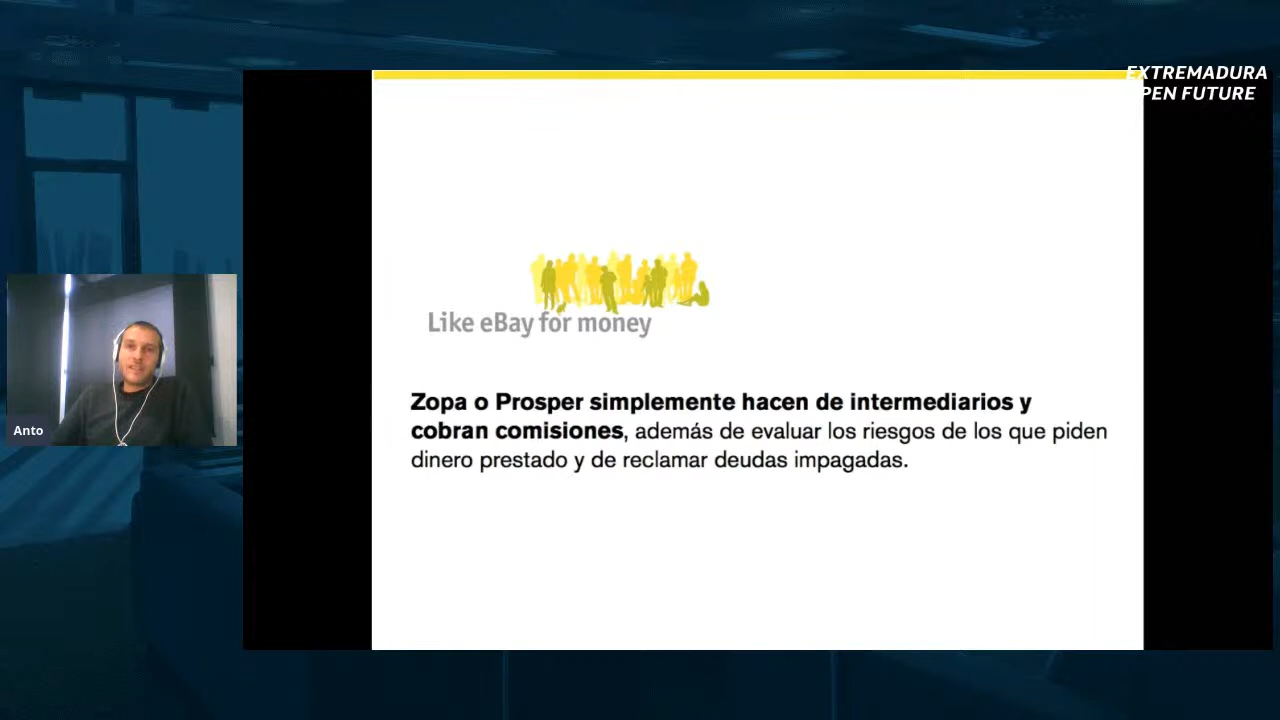 EXTREMADURA
PEN FUTURE
Like eBay for money
Zopa o Prosper simplemente hacen de intermediarios y
cobran comisiones, además de evaluar los riesgos de los que piden
dinero prestado y de reclamar deudas impagadas.
Anto